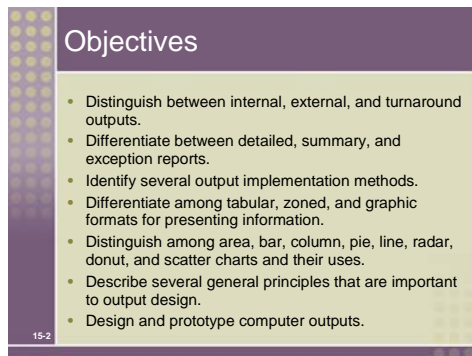 Objectives
• Distinguish between internal, external, and turnaround
outputs.
• Differentiate between detailed, summary, and
exception reports.
• Identify several output implementation methods.
• Differentiate among tabular, zoned, and graphic
formats for presenting information.
• Distinguish among area, bar, column, pie, line, radar,
donut, and scatter charts and their uses.
• Describe several general principles that are important
to output design.
• Design and prototype computer outputs.
15-2